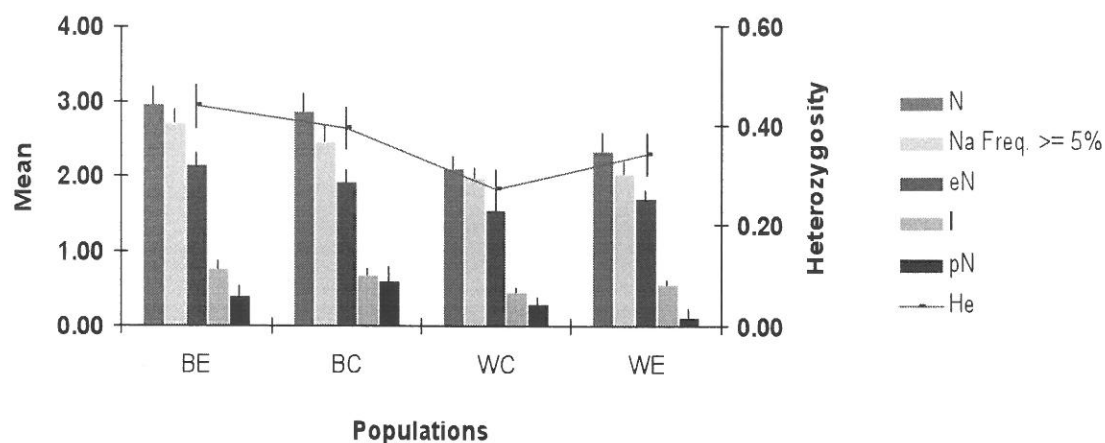 4.00
3.00
2.00
1.00
0.00
Mean
0.60
0.40
0.20
0.00
Heterozygosity
BE
BC
WC
WE
Populations
N
Na Freq. >= 5%
eN
I
pN
He